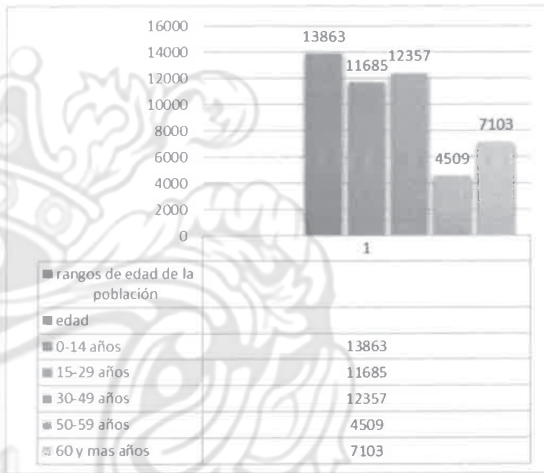 16000
14000
12000
10000
8000
6000
4000
2000
0
13863
11685
12357
4509
7103
1
rangos de edad de la
población
edad
0-14 años 13863
15-29 años 11685
30-49 años 12357
50-59 años 4509
60 y mas años 7103